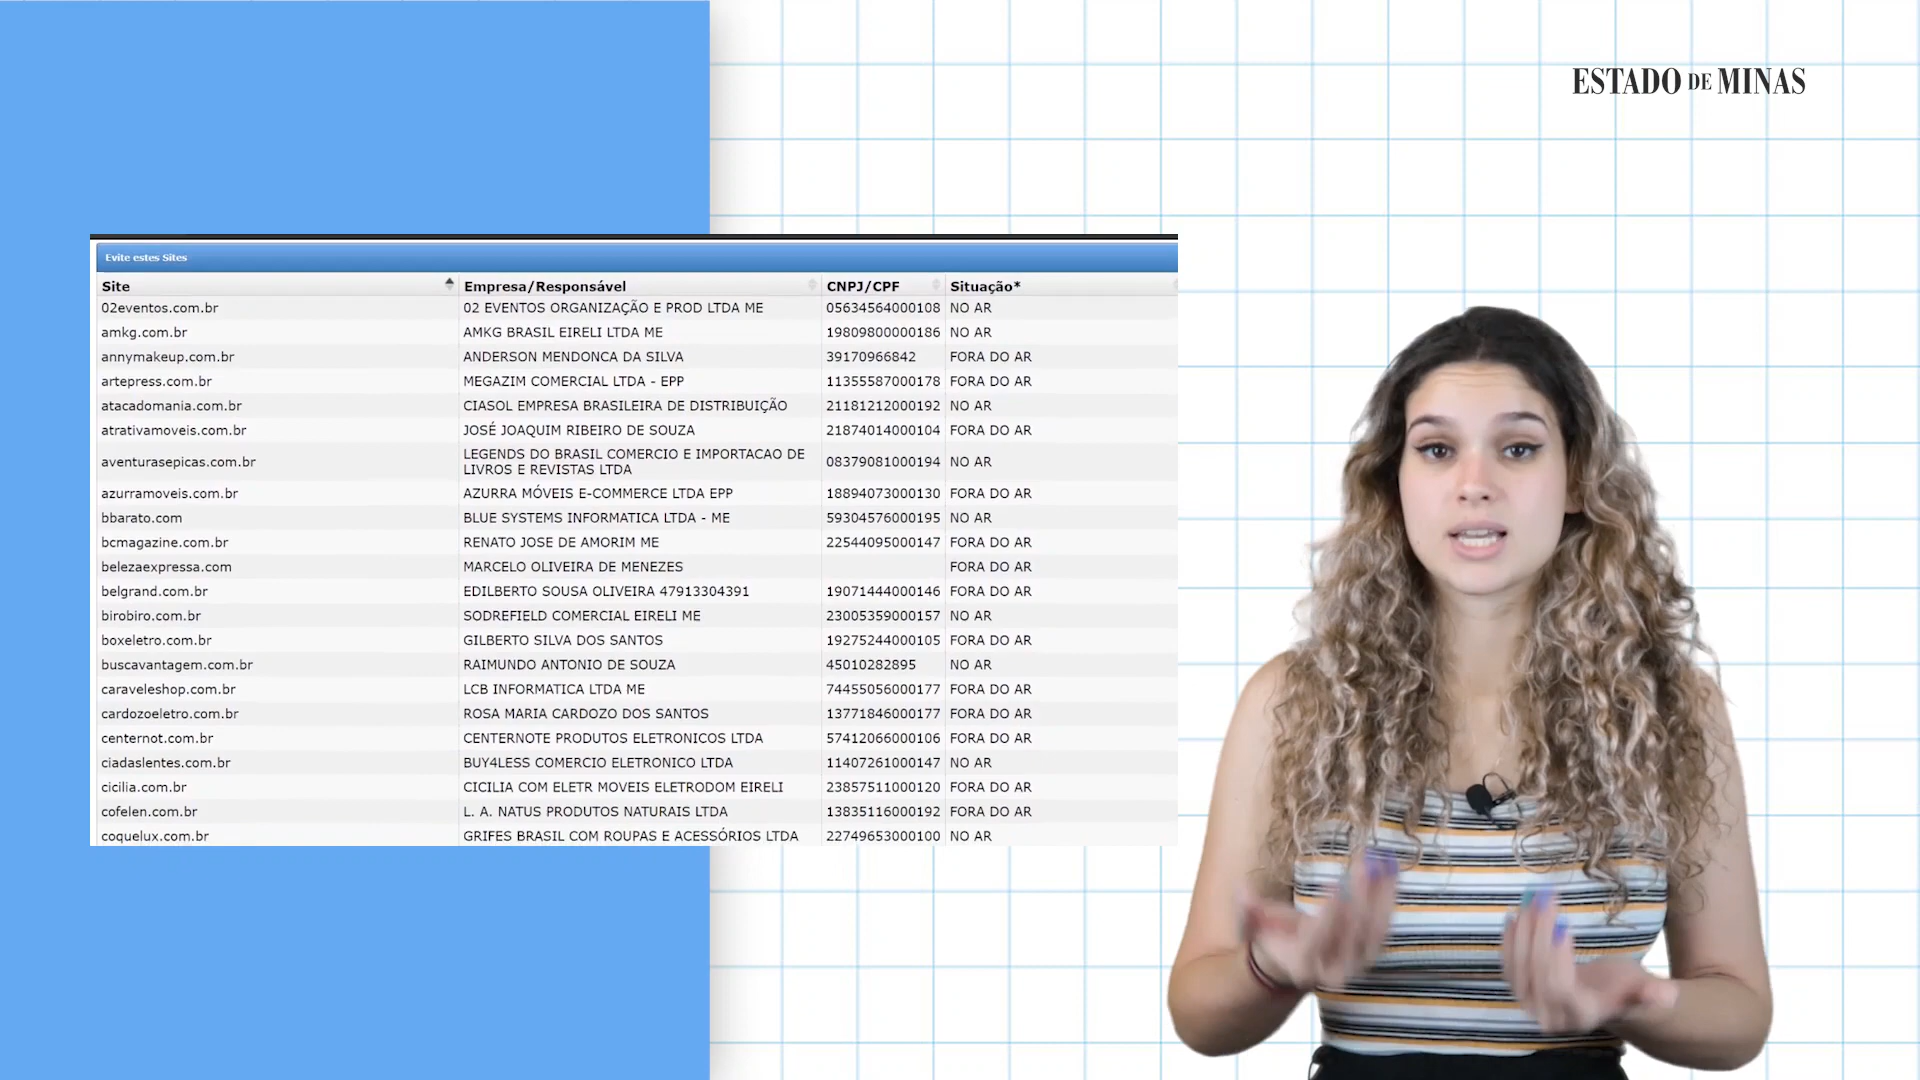 ESTADO DE MINAS
Evite estes Sites
Site Empresa/Responsável CNPJ/CPF Situação*
02eventos.com.br 02 EVENTOS ORGANIZAÇÃO E PROD LTDA ME 05634564000108 NO AR
amkg.com.br AMKG BRASIL EIRELI LTDA ME 19809800000186 NO AR
annymakeup.com.br ANDERSON MENDONCA DA SILVA 39170966842 FORA DO AR
artepress.com.br MEGAZIM COMERCIAL LTDA - EPP 11355587000178 FORA DO AR
atacadomania.com.br CIASOL EMPRESA BRASILEIRA DE DISTRIBUIÇÃO 21181212000192 NO AR
atrativamoveis.com.br JOSÉ JOAQUIM RIBEIRO DE SOUZA 21874014000104 FORA DO AR
aventurasepicas.com.br LEGENDS DO BRASIL COMERCIO E IMPORTACAO DE
LIVROS E REVISTAS LTDA 08379081000194 NO AR
azurramoveis.com.br AZURRA MÓVEIS E-COMMERCE LTDA EPP 18894073000130 FORA DO AR
bbarato.com BLUE SYSTEMS INFORMATICA LTDA - ME 59304576000195 NO AR
bcmagazine.com.br RENATO JOSE DE AMORIM ME 22544095000147 FORA DO AR
belezaexpressa.com MARCELO OLIVEIRA DE MENEZES FORA DO AR
belgrand.com.br EDILBERTO SOUSA OLIVEIRA 47913304391 19071444000146 FORA DO AR
birobiro.com.br SODREFIELD COMERCIAL EIRELI ME 23005359000157 NO AR
boxeletro.com.br GILBERTO SILVA DOS SANTOS 19275244000105 FORA DO AR
buscavantagem.com.br RAIMUNDO ANTONIO DE SOUZA 45010282895 NO AR
caraveleshop.com.br LCB INFORMATICA LTDA ME 74455056000177 FORA DO AR
cardozoeletro.com.br ROSA MARIA CARDOZO DOS SANTOS 13771846000177 FORA DO AR
centernot.com.br CENTERNOTE PRODUTOS ELETRONICOS LTDA 57412066000106 FORA DO AR
ciadaslentes.com.br BUY4LESS COMERCIO ELETRONICO LTDA 11407261000147 NO AR
cicilia.com.br CICILIA COM ELETR MOVEIS ELETRODOM EIRELI 23857511000120 FORA DO AR
cofelen.com.br L. A. NATUS PRODUTOS NATURAIS LTDA 13835116000192 FORA DO AR
coquelux.com.br GRIFES BRASIL COM ROUPAS E ACESSÓRIOS LTDA 22749653000100 NO AR